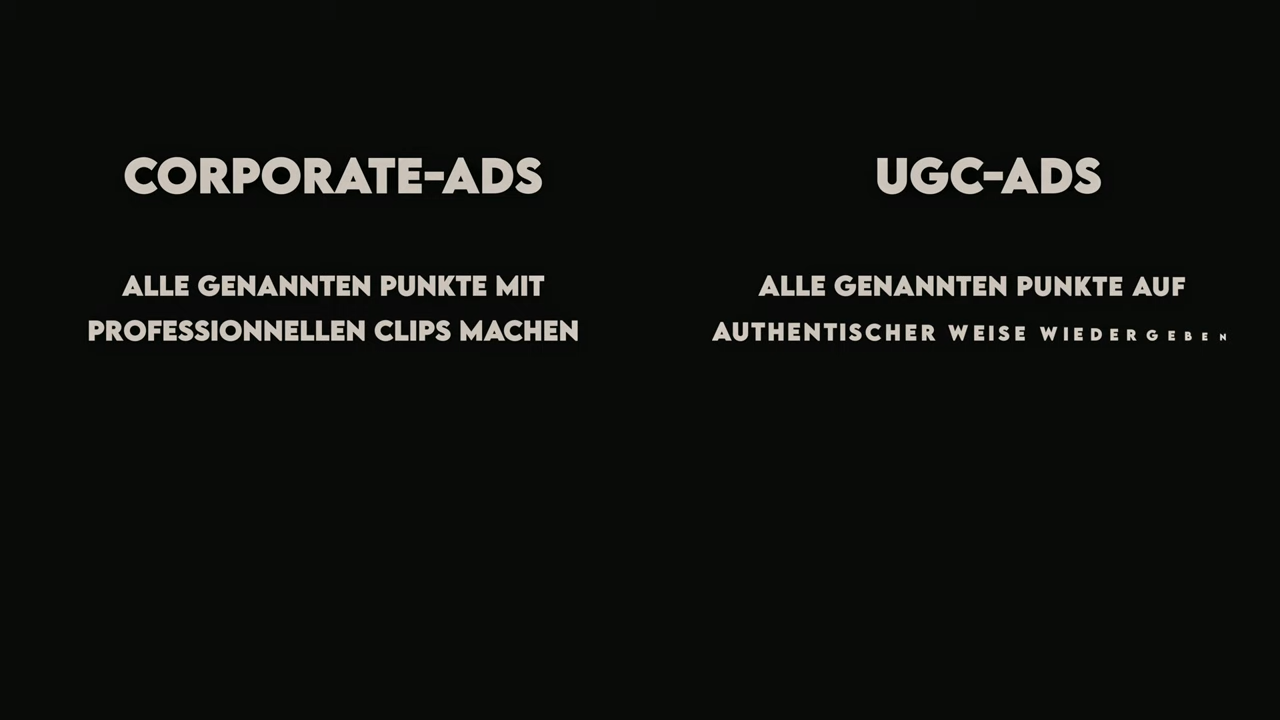 CORPORATE-ADS
ALLE GENANNTEN PUNKTE MIT
PROFESSIONNELLEN CLIPS MACHEN
UGC-ADS
ALLE GENANNTEN PUNKTE AUF
AUTHENTISCHER WEISE WIEDERGEBEN